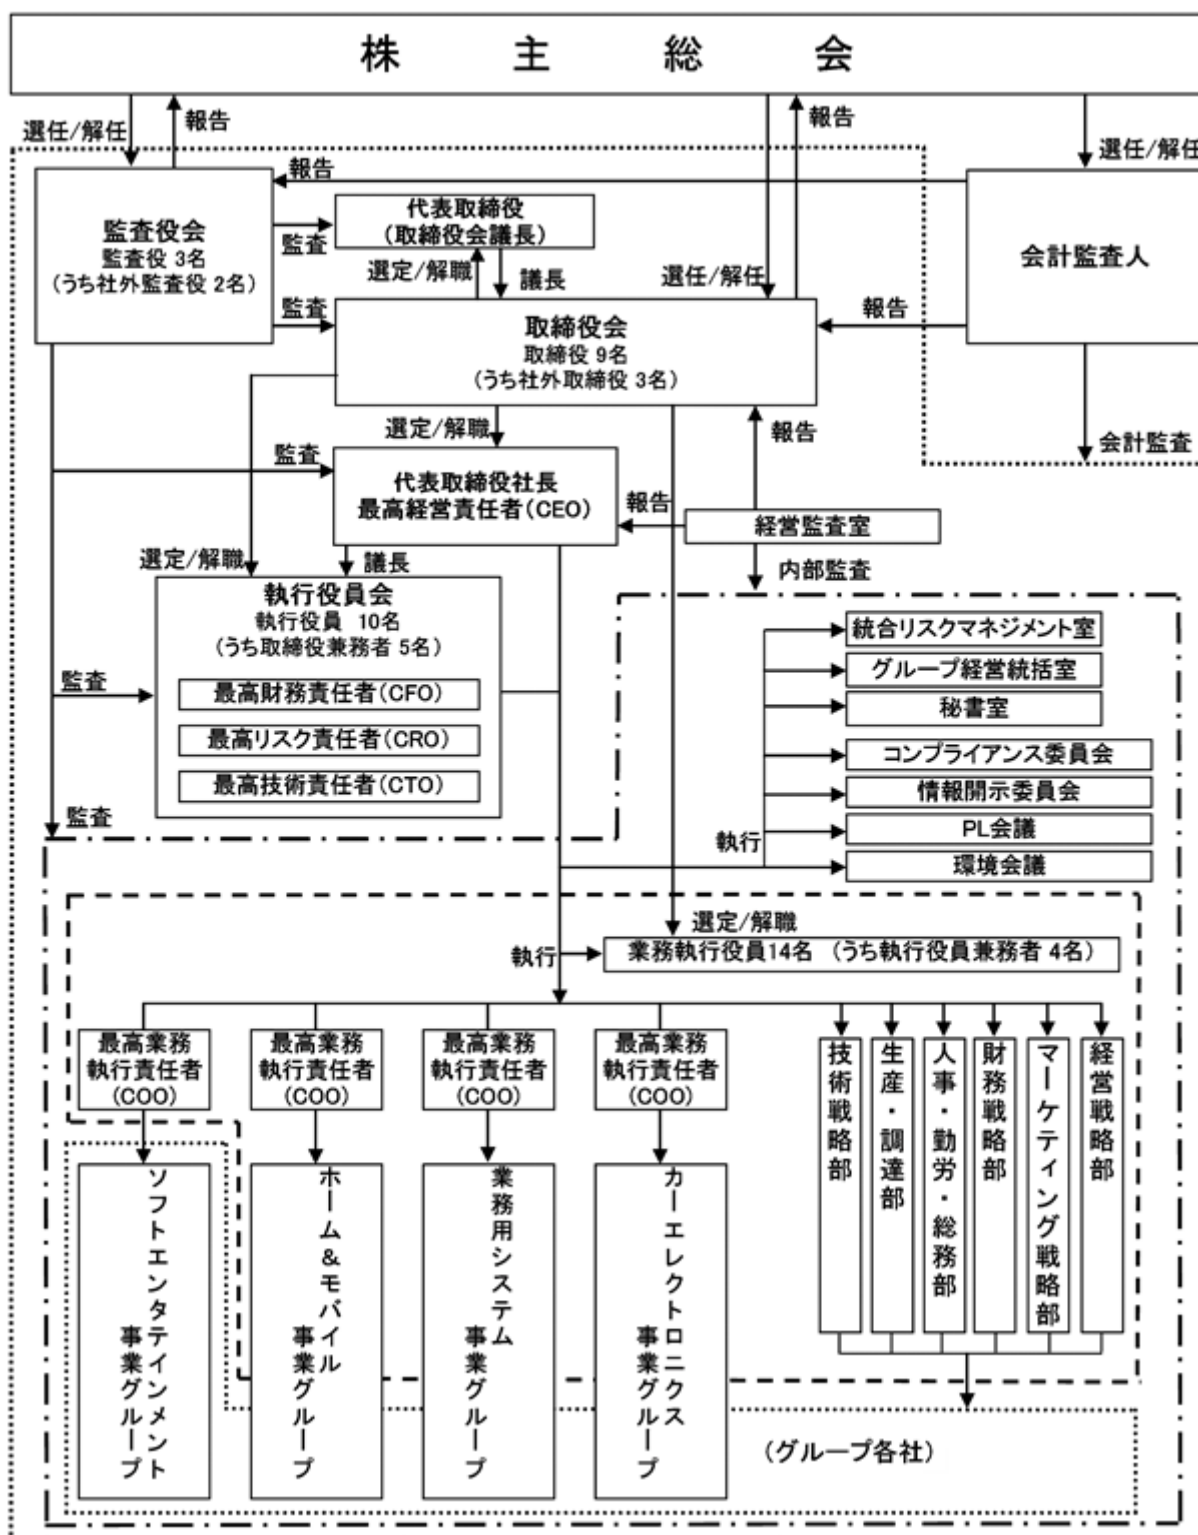 株主総会
選任/解任
報告
選任/解任
報告
選任/解任
報告
監査役会
監査役 3名
(うち社外監査役 2名)
監査
代表取締役
(取締役会議長)
選定/解職
議長
会計監査人
監査
取締役会
取締役 9名
(うち社外取締役 3名)
報告
選定/解職
報告
会計監査
監査
代表取締役社長
最高経営責任者(CEO)
報告
経営監査室
内部監査
選定/解職
議長
執行役員会
執行役員 10名
(うち取締役兼務者 5名)
監査
最高財務責任者(CFO)
最高リスク責任者(CRO)
最高技術責任者(CTO)
監査
統合リスクマネジメント室
グループ経営統括室
秘書室
コンプライアンス委員会
情報開示委員会
PL会議
環境会議
執行
選定/解職
執行
業務執行役員14名 (うち執行役員兼務者 4名)
最高業務
執行責任者
(COO)
最高業務
執行責任者
(COO)
最高業務
執行責任者
(COO)
最高業務
執行責任者
(COO)
技術戦略部
生産・調達部
人事・勤労・総務部
財務戦略部
マーケティング戦略部
経営戦略部
ソフトエンタテインメント
事業グループ
ホーム&モバイル
事業グループ
業務用システム
事業グループ
カーエレクトロニクス
事業グループ
(グループ各社)